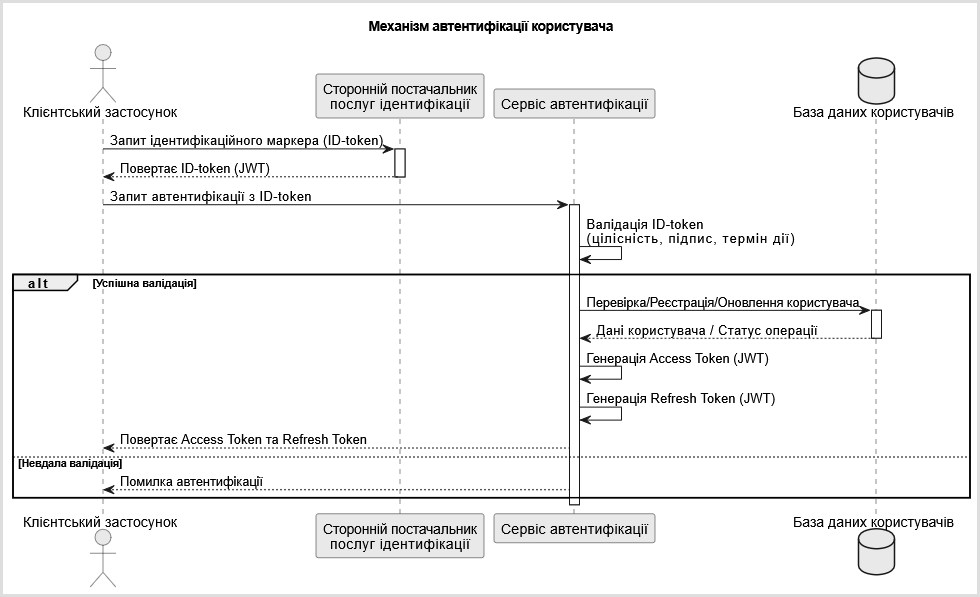 Механізм автентифікації користувача
Клієнтський застосунок
Сторонній постачальник
послуг ідентифікації
Сервіс автентифікації
База даних користувачів
Запит ідентифікаційного маркера (ID-token)
Повертає ID-token (JWT)
Запит автентифікації з ID-token
Валідація ID-token
(цілісність, підпис, термін дії)
alt
[Успішна валідація]
Перевірка/Реєстрація/Оновлення користувача
Дані користувача / Статус операції
Генерація Access Token (JWT)
Генерація Refresh Token (JWT)
Повертає Access Token та Refresh Token
[Невдала валідація]
Помилка автентифікації
Клієнтський застосунок
Сторонній постачальник
послуг ідентифікації
Сервіс автентифікації
База даних користувачів